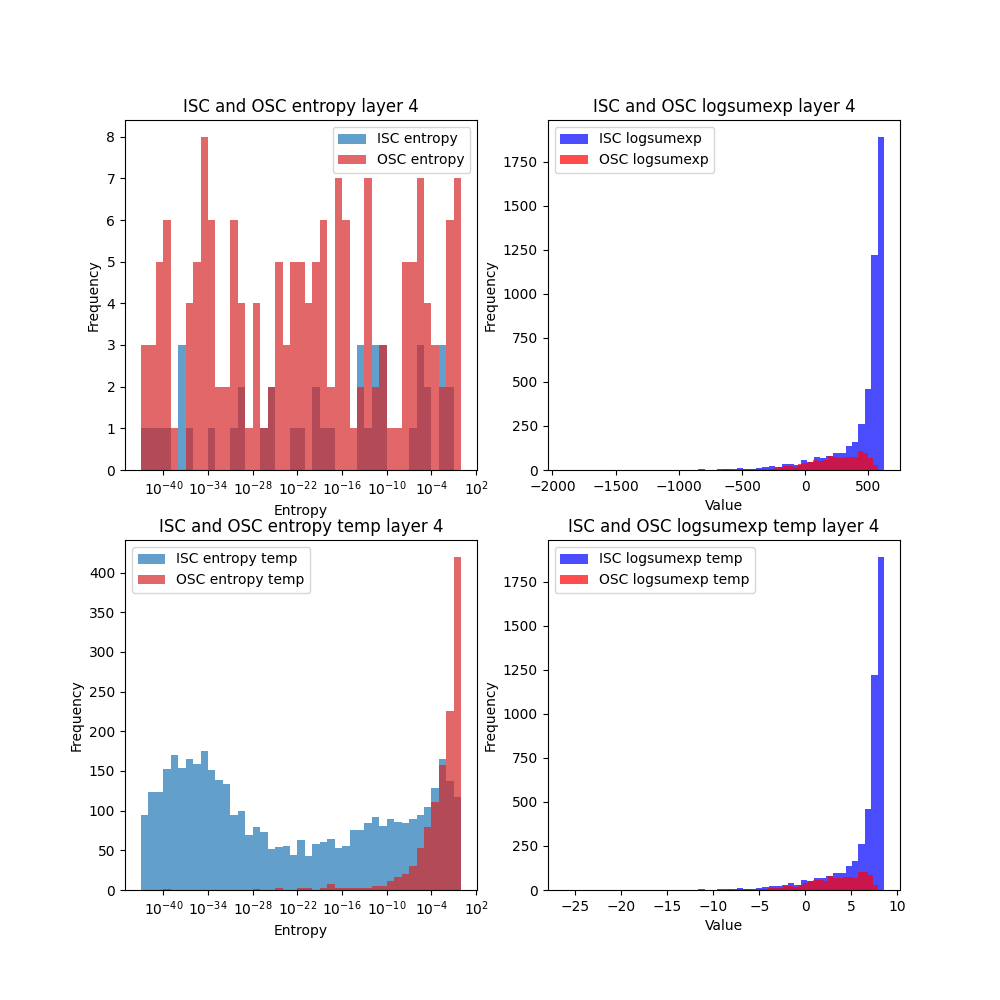 ISC and OSC entropy layer 4
Frequency
8
7
6
5
4
3
2
1
0
ISC entropy
OSC entropy
10^-40 10^-34 10^-28 10^-22 10^-16 10^-10 10^-4 10^2
Entropy
ISC and OSC logsumexp layer 4
Frequency
1750
1500
1250
1000
750
500
250
0
ISC logsumexp
OSC logsumexp
−2000 −1500 −1000 −500 0 500
Value
ISC and OSC entropy temp layer 4
Frequency
400
350
300
250
200
150
100
50
0
ISC entropy temp
OSC entropy temp
10^-40 10^-34 10^-28 10^-22 10^-16 10^-10 10^-4 10^2
Entropy
ISC and OSC logsumexp temp layer 4
Frequency
1750
1500
1250
1000
750
500
250
0
ISC logsumexp temp
OSC logsumexp temp
−25 −20 −15 −10 −5 0 5 10
Value